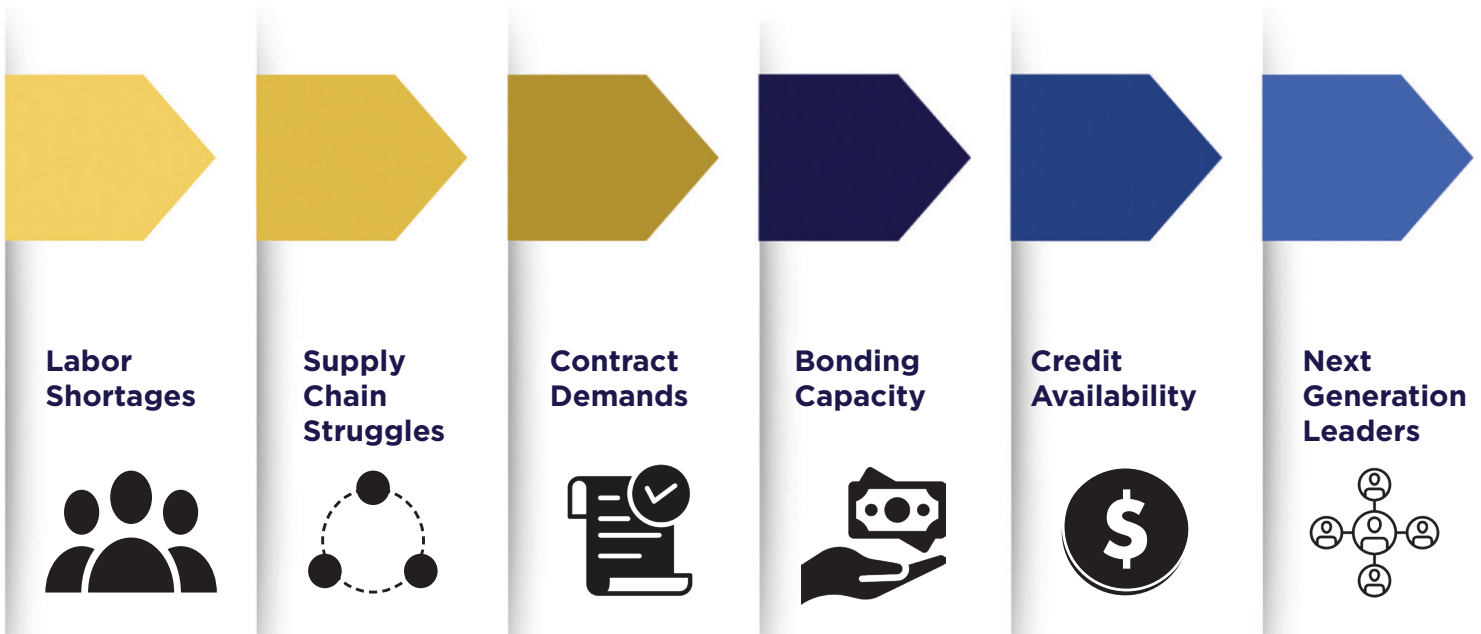 Labor
Shortages
Supply
Chain
Struggles
Contract
Demands
Bonding
Capacity
Credit
Availability
Next
Generation
Leaders
$